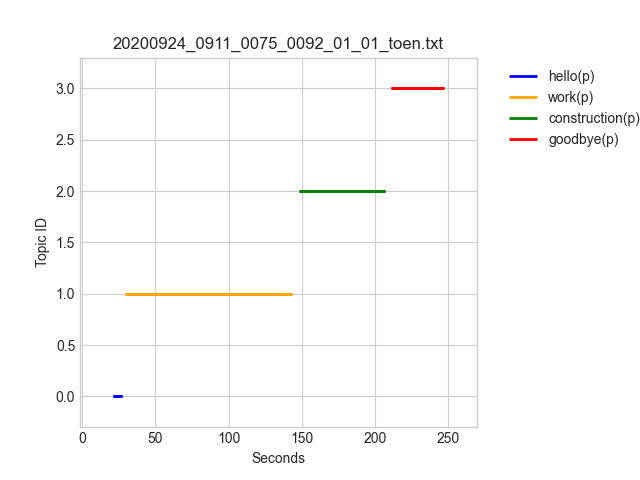 20200924_0911_0075_0092_01_01_toen.txt
hello(p)
work(p)
construction(p)
goodbye(p)
3.0
2.5
2.0
1.5
1.0
0.5
0.0
Topic ID
0 50 100 150 200 250
Seconds